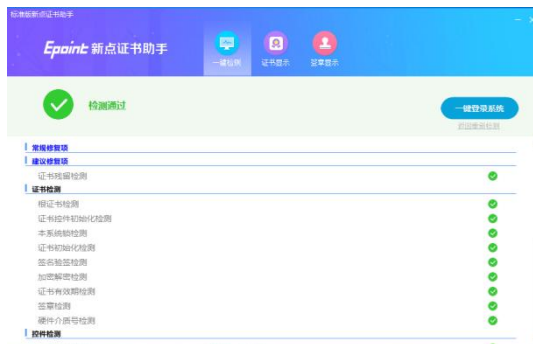 标准版新点证书助手
Epoint 新点证书助手
一键检测
证书显示
签章显示
检测通过
一键登录系统
返回重新检测
常规修复项
建议修复项
证书残留检测
证书检测
根证书检测
证书控件初始化检测
本系统锁检测
证书初始化检测
签名验签检测
加密解密检测
证书有效期检测
签章检测
硬件介质号检测
控件检测